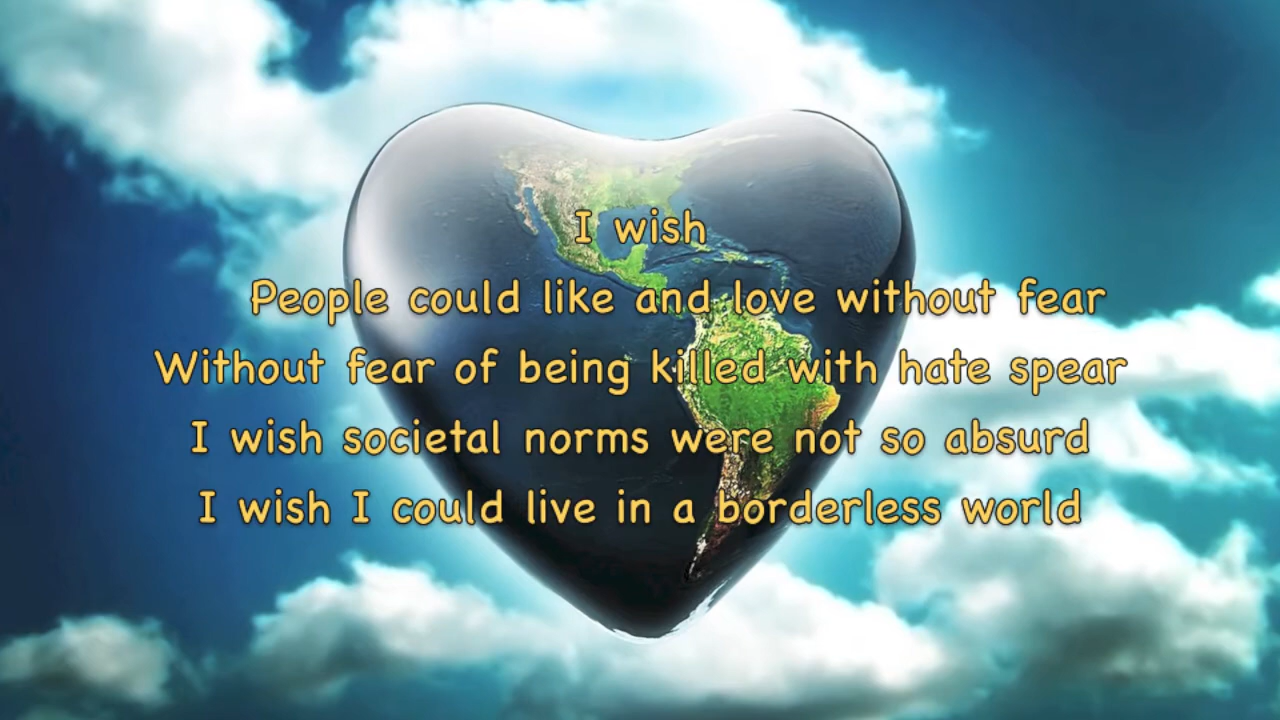 I wish
People could like and love without fear
Without fear of being killed with hate spear
I wish societal norms were not so absurd
I wish I could live in a borderless world